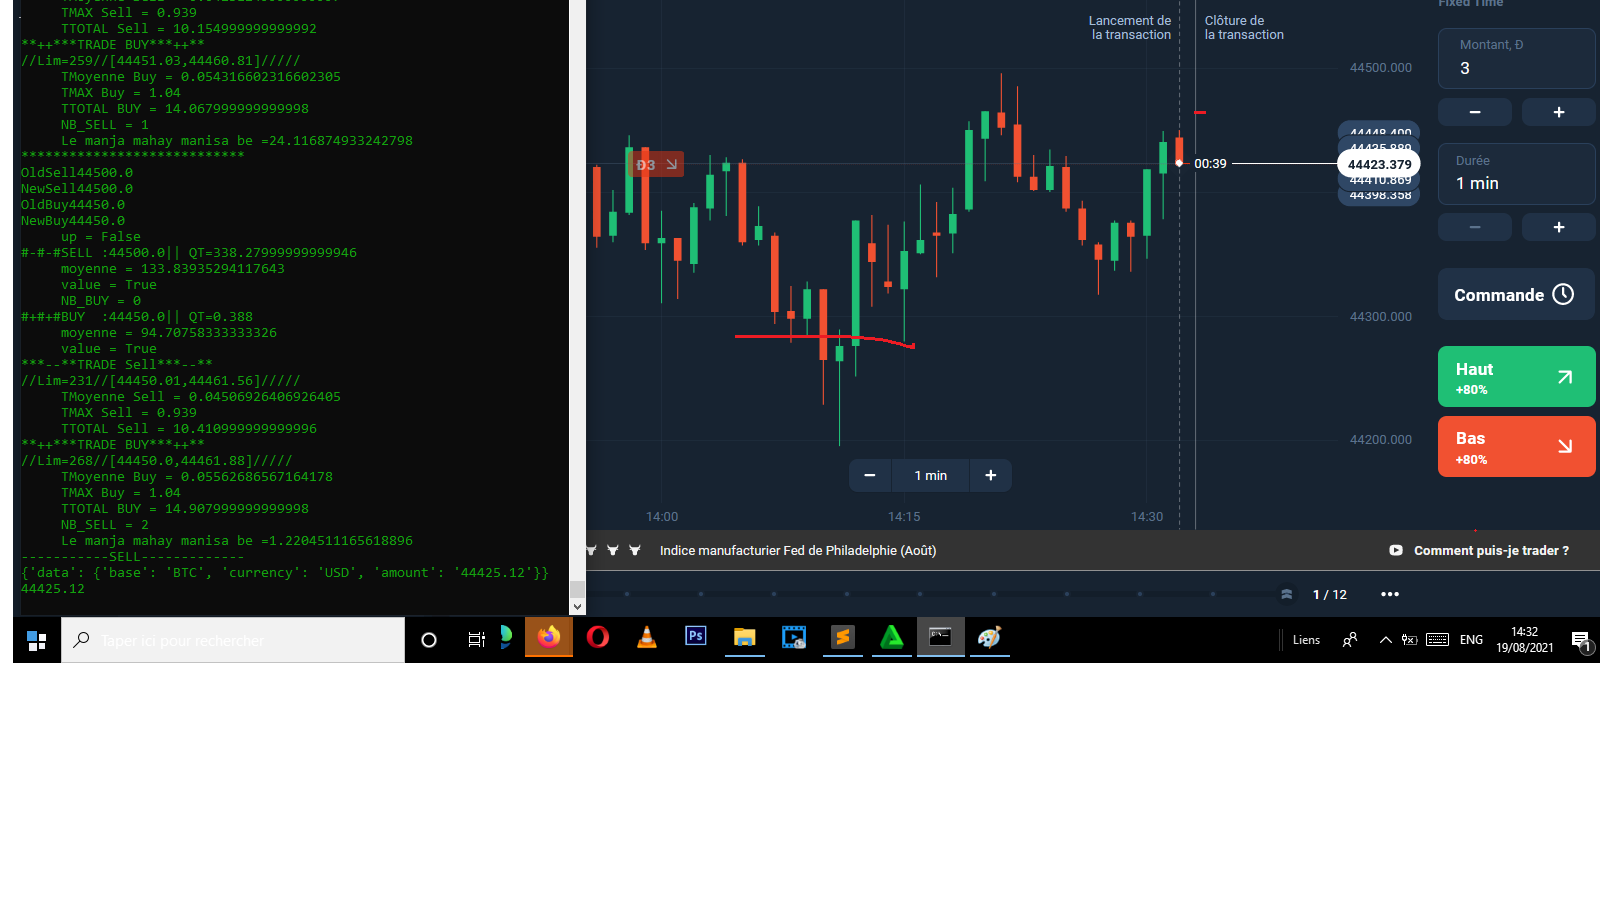 TMAX Sell = 0.939
TTOTAL Sell = 10.154999999999992
**++***TRADE BUY***++**
//Lim=259//[44451.03,44460.81]/////
TMoyenne Buy = 0.054316602316602305
TMAX Buy = 1.04
TTOTAL BUY = 14.067999999999998
NB_SELL = 1
Le manja mahay manisa be =24.116874933242798
****************************
OldSell44500.0
NewSell44500.0
OldBuy44450.0
NewBuy44450.0
up = False
#-#-#SELL :44500.0|| QT=338.27999999999946
moyenne = 133.83935294117643
value = True
NB_BUY = 0
#+#+#BUY  :44450.0|| QT=0.388
moyenne = 94.70758333333326
value = True
***--**TRADE Sell***--**
//Lim=231//[44450.01,44461.56]/////
TMoyenne Sell = 0.04506926406926405
TMAX Sell = 0.939
TTOTAL Sell = 10.410999999999996
**++***TRADE BUY***++**
//Lim=268//[44450.0,44461.88]/////
TMoyenne Buy = 0.05562686567164178
TMAX Buy = 1.04
TTOTAL BUY = 14.907999999999998
NB_SELL = 2
Le manja mahay manisa be =1.2204511165618896
-----------SELL-------------
{'data': {'base': 'BTC', 'currency': 'USD', 'amount': '44425.12'}}
44425.12
Lancement de
la transaction
Clôture de
la transaction
Đ3
00:39
44500.000
44448.400
44435.889
44423.379
44410.869
44398.358
44300.000
44200.000
1 min
14:00
14:15
14:30
Fixed Time
Montant, Đ
3
Durée
1 min
Commande
Haut
+80%
Bas
+80%
Indice manufacturier Fed de Philadelphie (Août)
Comment puis-je trader ?
1 / 12
Taper ici pour rechercher
Ps
Liens
ENG
14:32
19/08/2021
1